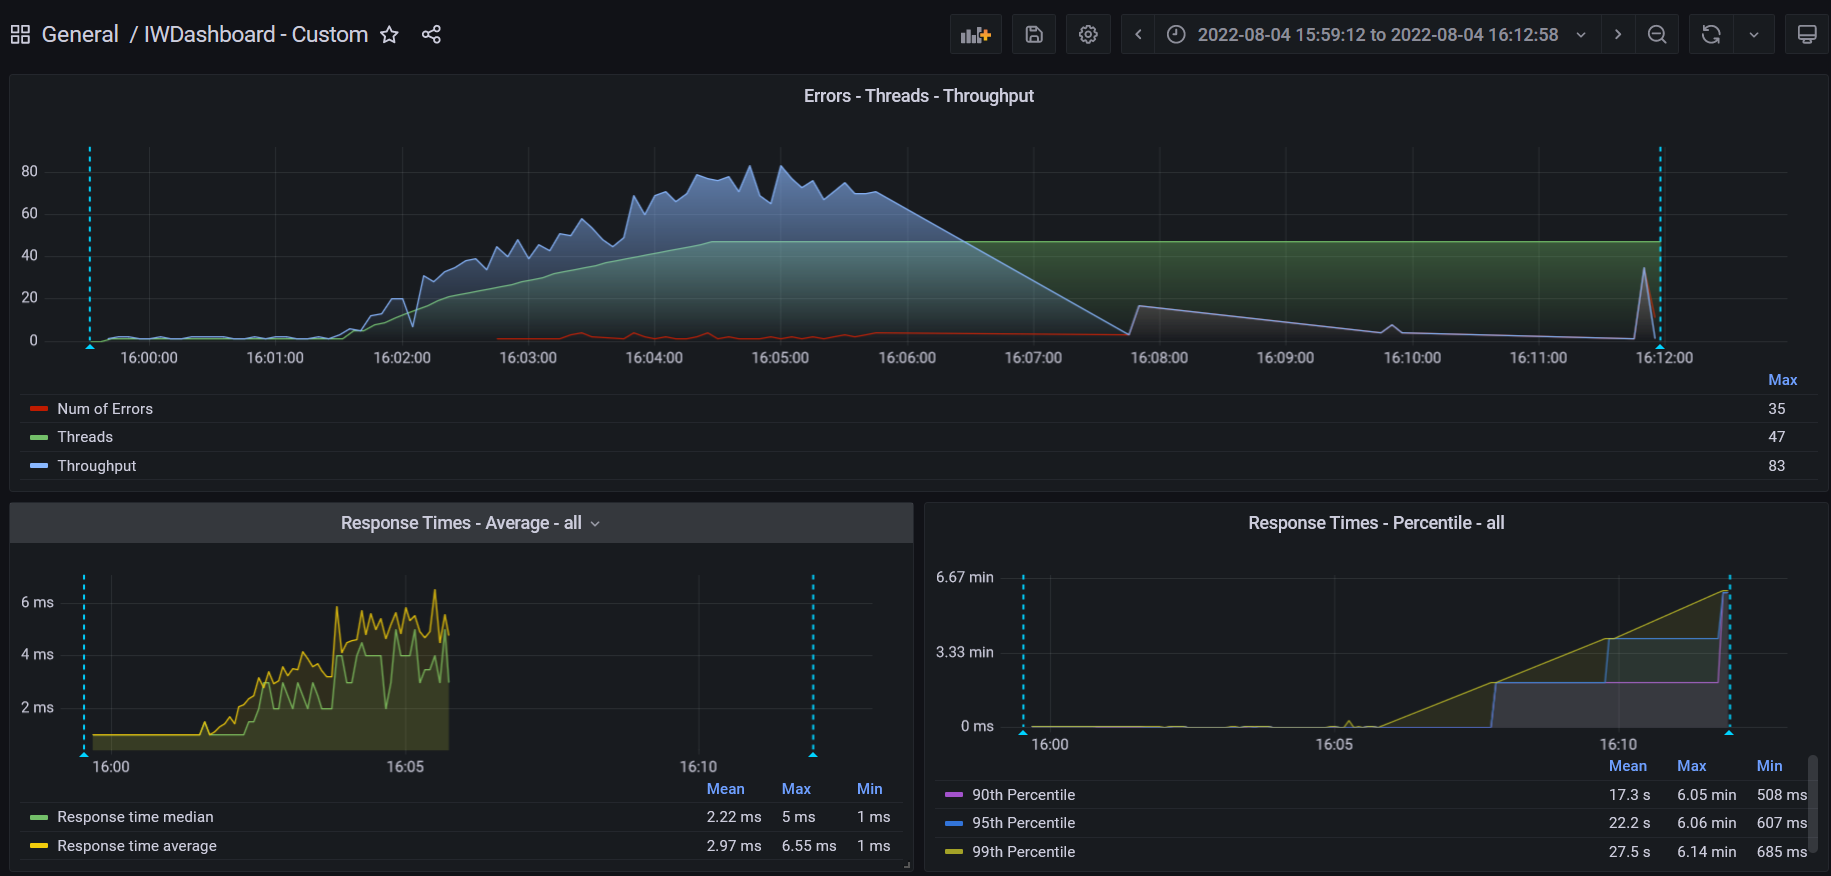 General / IWDashboard - Custom
2022-08-04 15:59:12 to 2022-08-04 16:12:58
Errors - Threads - Throughput
80
60
40
20
0
16:00:00 16:01:00 16:02:00 16:03:00 16:04:00 16:05:00 16:06:00 16:07:00 16:08:00 16:09:00 16:10:00 16:11:00 16:12:00
Max
Num of Errors 35
Threads 47
Throughput 83
Response Times - Average - all
6 ms
4 ms
2 ms
16:00 16:05 16:10
Mean Max Min
Response time median 2.22 ms 5 ms 1 ms
Response time average 2.97 ms 6.55 ms 1 ms
Response Times - Percentile - all
6.67 min
3.33 min
0 ms
16:00 16:05 16:10
Mean Max Min
90th Percentile 17.3 s 6.05 min 508 ms
95th Percentile 22.2 s 6.06 min 607 ms
99th Percentile 27.5 s 6.14 min 685 ms